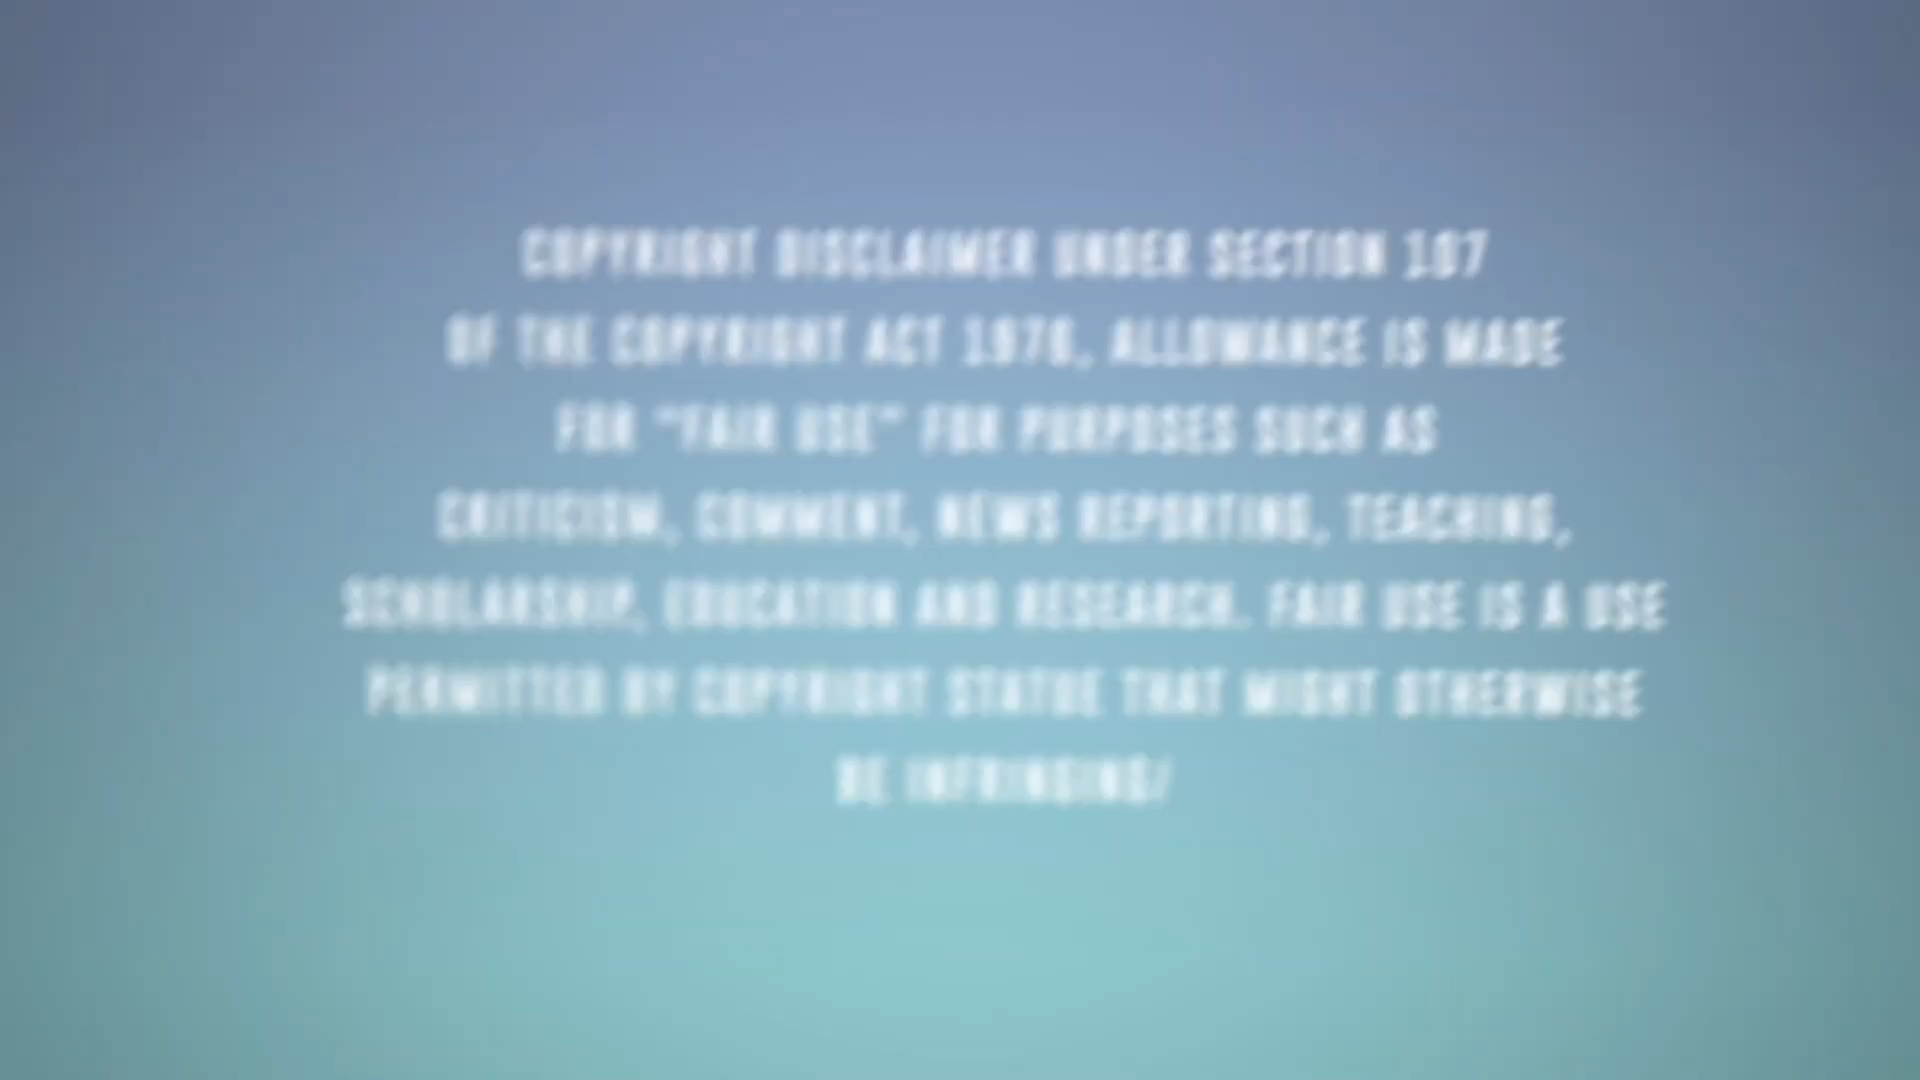 COPYRIGHT DISCLAIMER UNDER SECTION 107
OF THE COPYRIGHT ACT 1976, ALLOWANCE IS MADE
FOR "FAIR USE" FOR PURPOSES SUCH AS
CRITICISM, COMMENT, NEWS REPORTING, TEACHING,
SCHOLARSHIP, EDUCATION AND RESEARCH. FAIR USE IS A USE
PERMITTED BY COPYRIGHT STATUE THAT MIGHT OTHERWISE
BE INFRINGING/